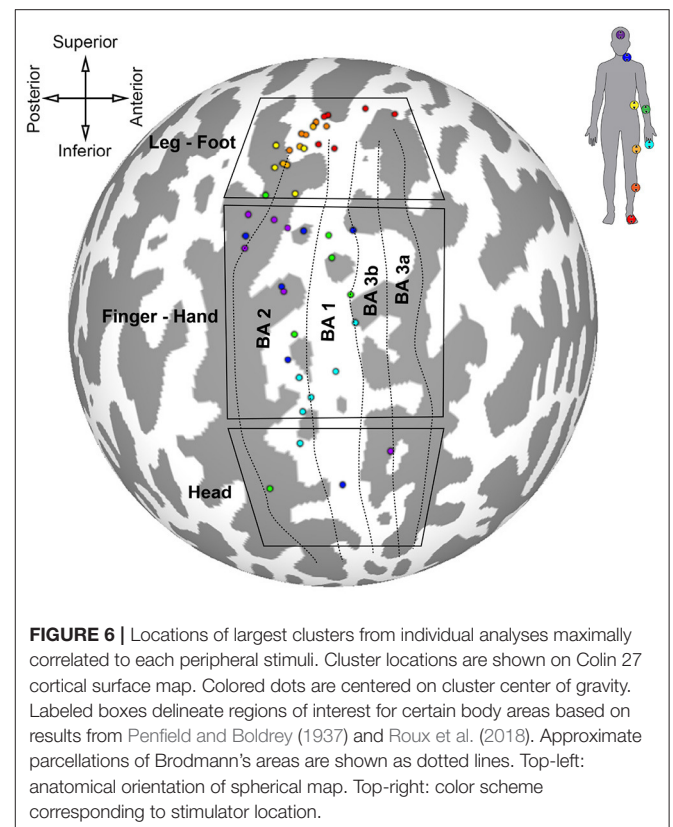 Superior
Posterior
Anterior
Inferior
Leg - Foot
Finger - Hand
BA 2
BA 1
BA 3b
BA 3a
Head
FIGURE 6 | Locations of largest clusters from individual analyses maximally
correlated to each peripheral stimuli. Cluster locations are shown on Colin 27
cortical surface map. Colored dots are centered on cluster center of gravity.
Labeled boxes delineate regions of interest for certain body areas based on
results from Penfield and Boldrey (1937) and Roux et al. (2018). Approximate
parcellations of Brodmann's areas are shown as dotted lines. Top-left:
anatomical orientation of spherical map. Top-right: color scheme
corresponding to stimulator location.